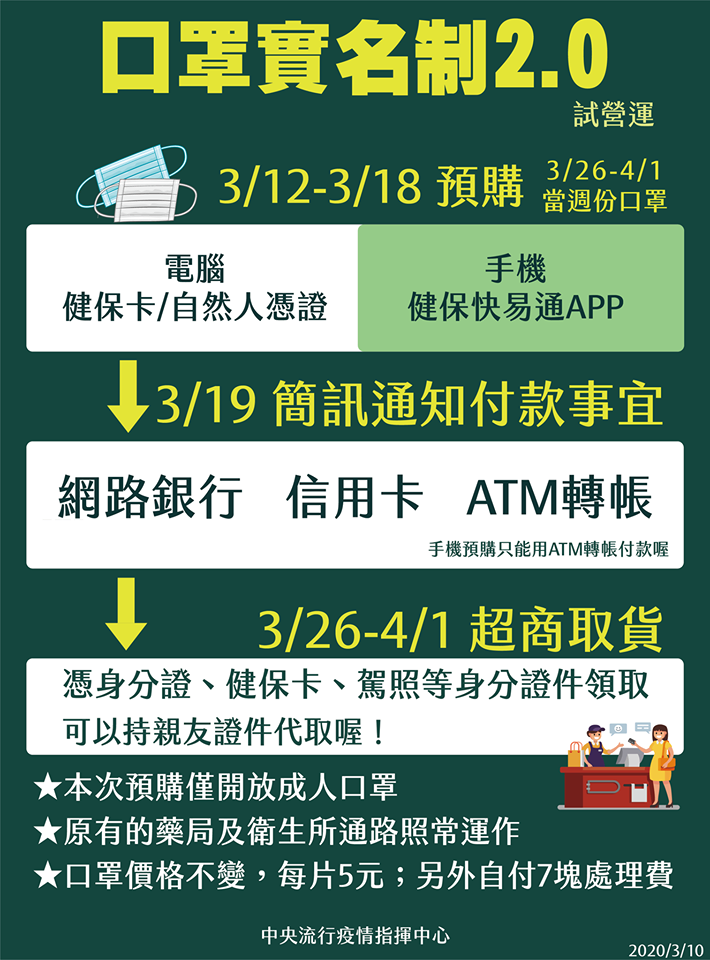 口罩實名制2.0
試營運
3/12-3/18 預購
3/26-4/1
當週份口罩
電腦
健保卡/自然人憑證
手機
健保快易通APP
3/19 簡訊通知付款事宜
網路銀行 信用卡 ATM轉帳
手機預購只能用ATM轉帳付款喔
3/26-4/1 超商取貨
憑身分證、健保卡、駕照等身分證件領取
可以持親友證件代取喔！
★本次預購僅開放成人口罩
★原有的藥局及衛生所通路照常運作
★口罩價格不變，每片5元；另外自付7塊處理費
中央流行疫情指揮中心
2020/3/10